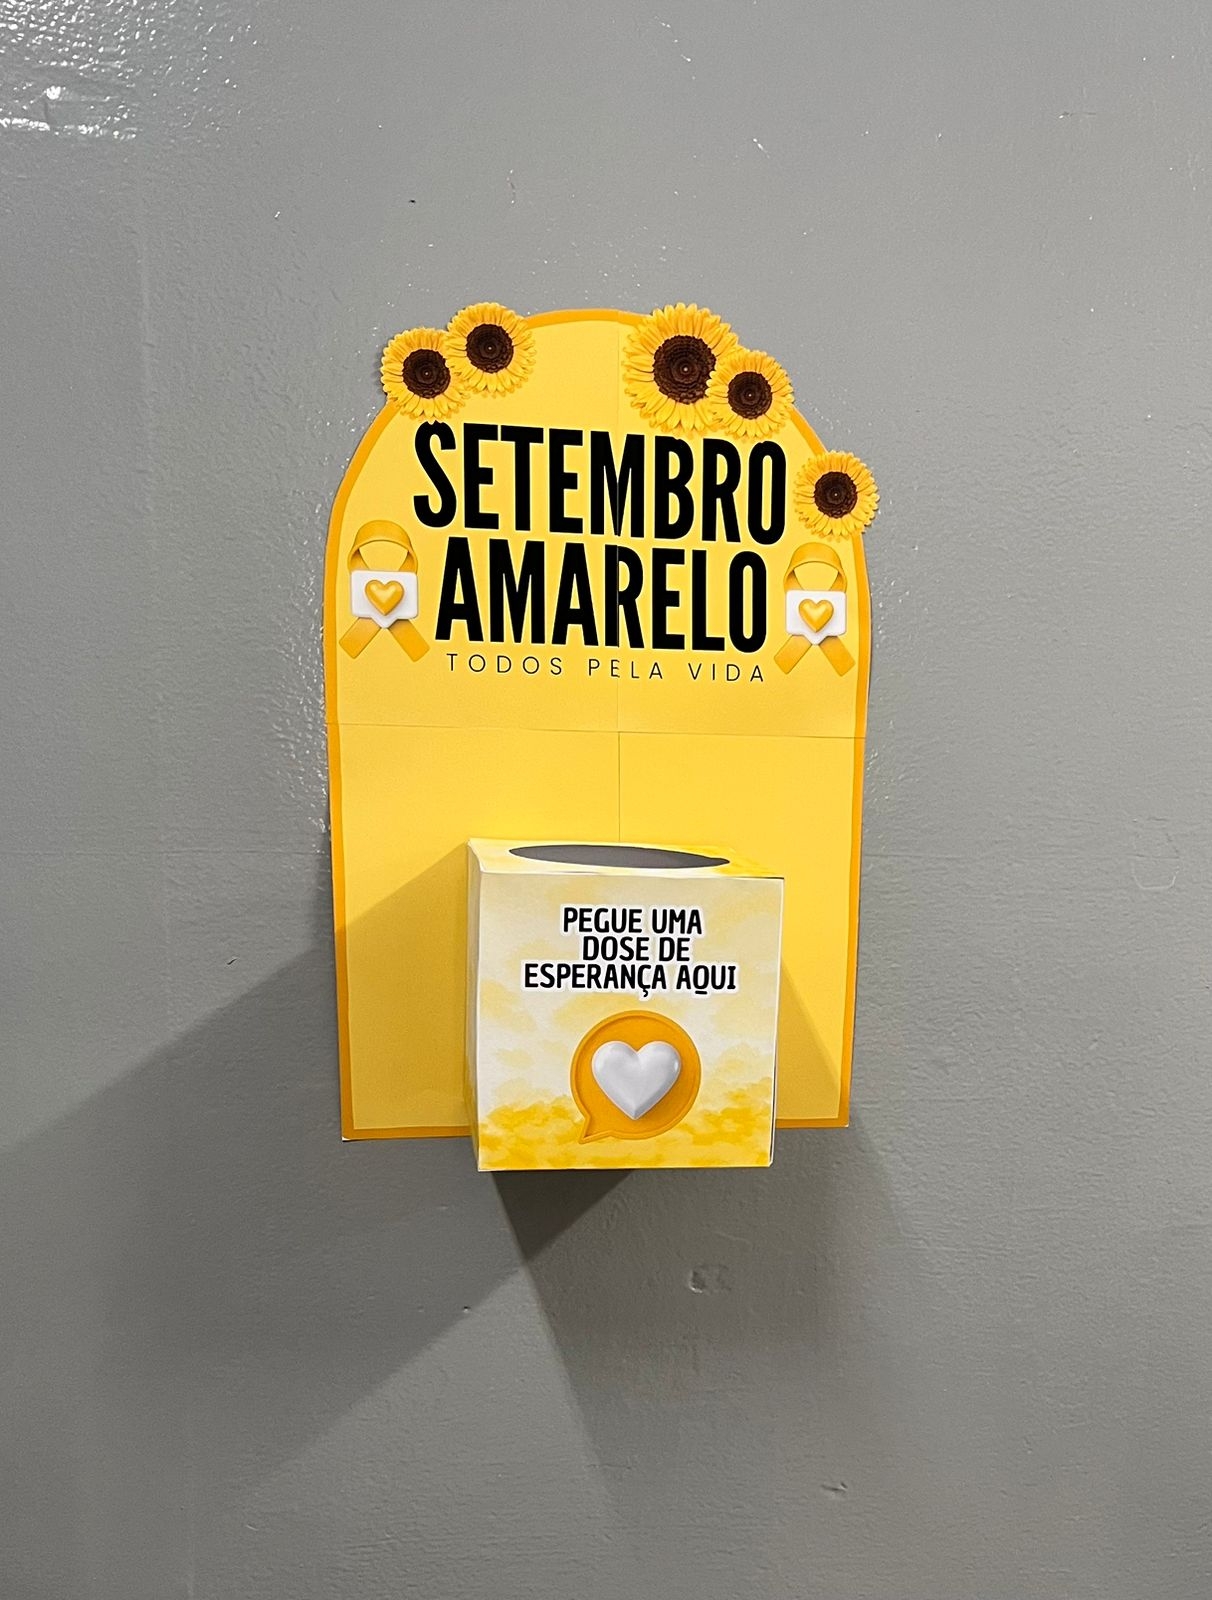 SETEMBRO
AMARELO
TODOS PELA VIDA
PEGUE UMA
DOSE DE
ESPERANÇA AQUI